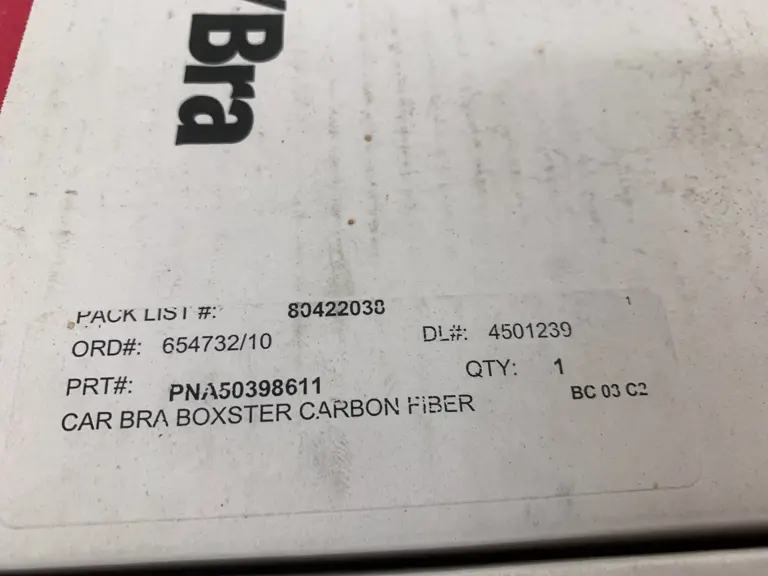 Bra
PACK LIST #: 80422038 1
ORD#: 654732/10 DL#: 4501239
PRT#: PNA50398611 QTY: 1
CAR BRA BOXSTER CARBON FIBER BC 03 C2